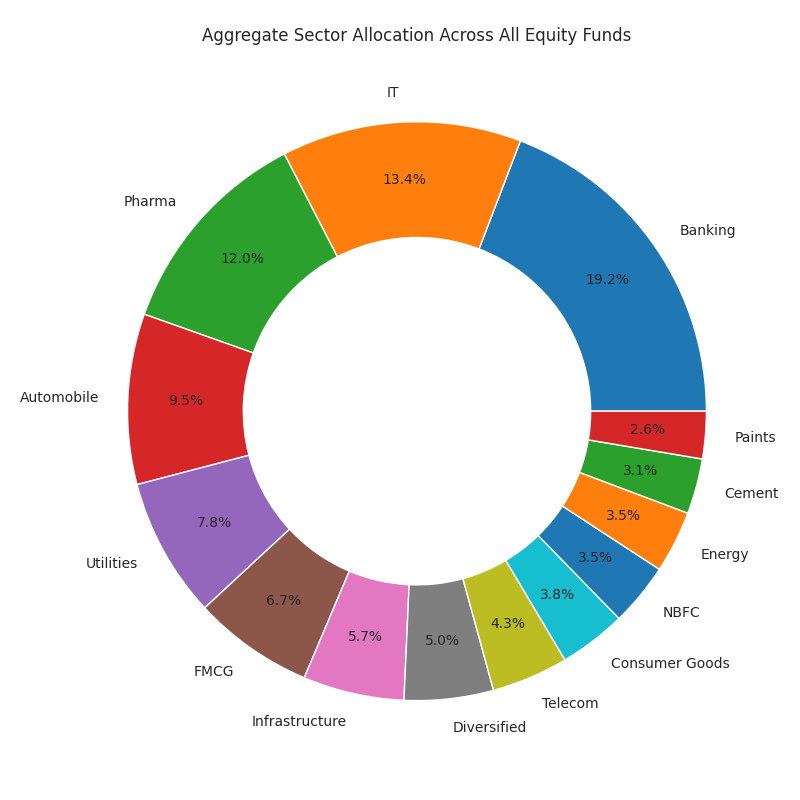 Aggregate Sector Allocation Across All Equity Funds
IT
13.4%
Pharma
12.0%
Banking
19.2%
Automobile
9.5%
Utilities
7.8%
FMCG
6.7%
Infrastructure
5.7%
Diversified
5.0%
Telecom
4.3%
Consumer Goods
3.8%
NBFC
3.5%
Energy
3.5%
Cement
3.1%
Paints
2.6%